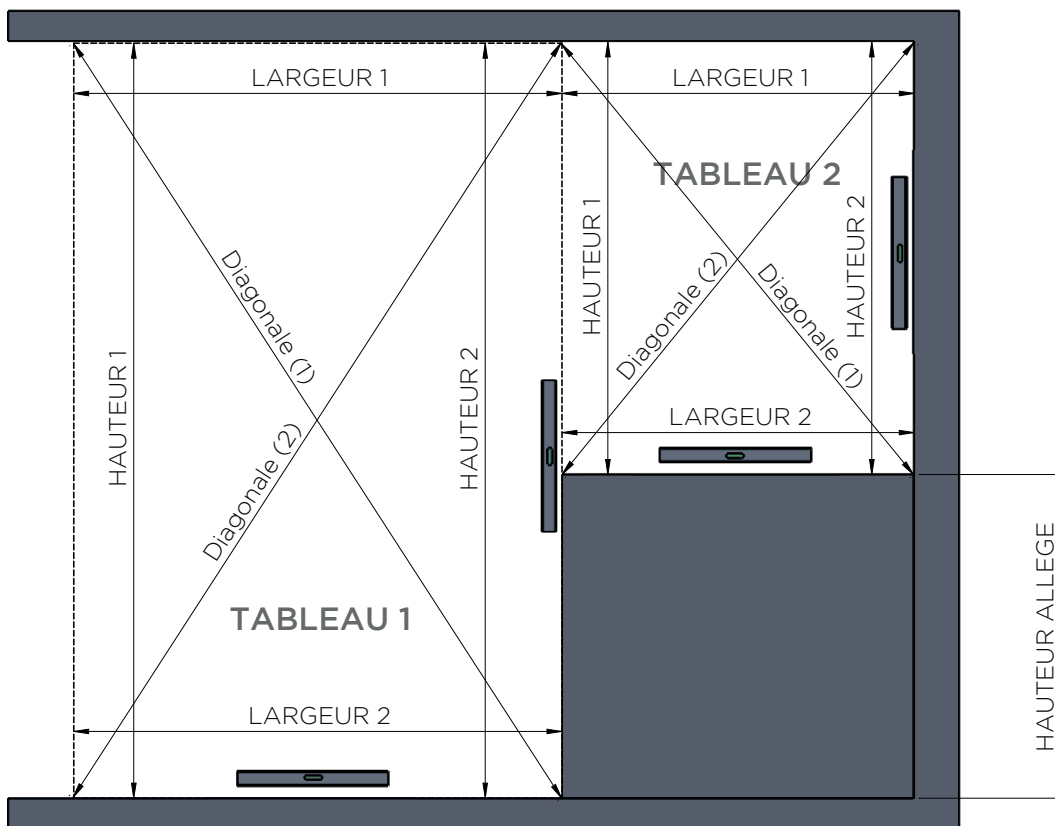 LARGEUR 1
LARGEUR 1
TABLEAU 2
HAUTEUR 1
HAUTEUR 2
Diagonale (1)
Diagonale (2)
Diagonale (1)
HAUTEUR 1
HAUTEUR 2
Diagonale (2)
LARGEUR 2
TABLEAU 1
LARGEUR 2
HAUTEUR ALLEGE